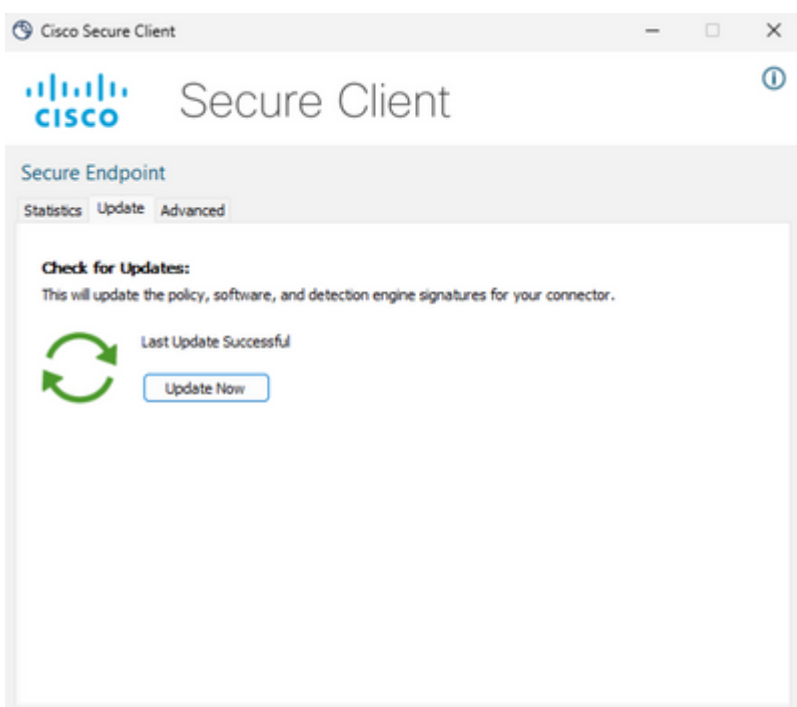 Cisco Secure Client
CISCO
Secure Client
Secure Endpoint
Statistics Update Advanced
Check for Updates:
This will update the policy, software, and detection engine signatures for your connector.
Last Update Successful
Update Now